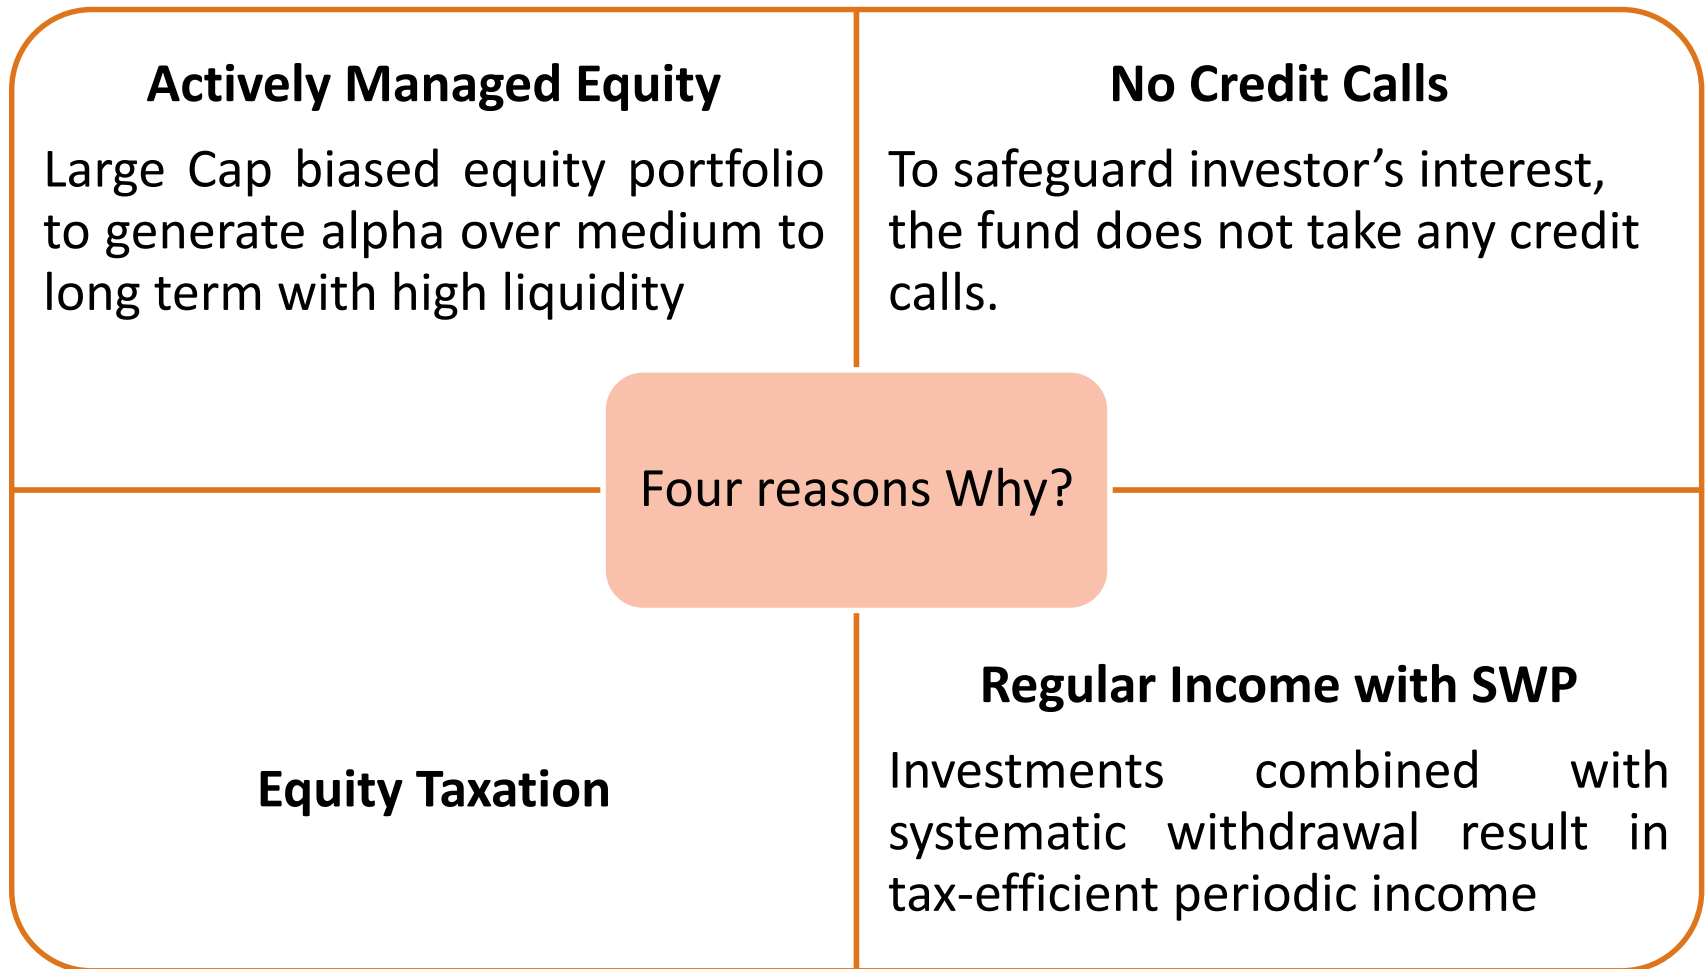 Actively Managed Equity
Large Cap biased equity portfolio
to generate alpha over medium to
long term with high liquidity
No Credit Calls
To safeguard investor’s interest,
the fund does not take any credit
calls.
Four reasons Why?
Equity Taxation
Regular Income with SWP
Investments combined with
systematic withdrawal result in
tax-efficient periodic income